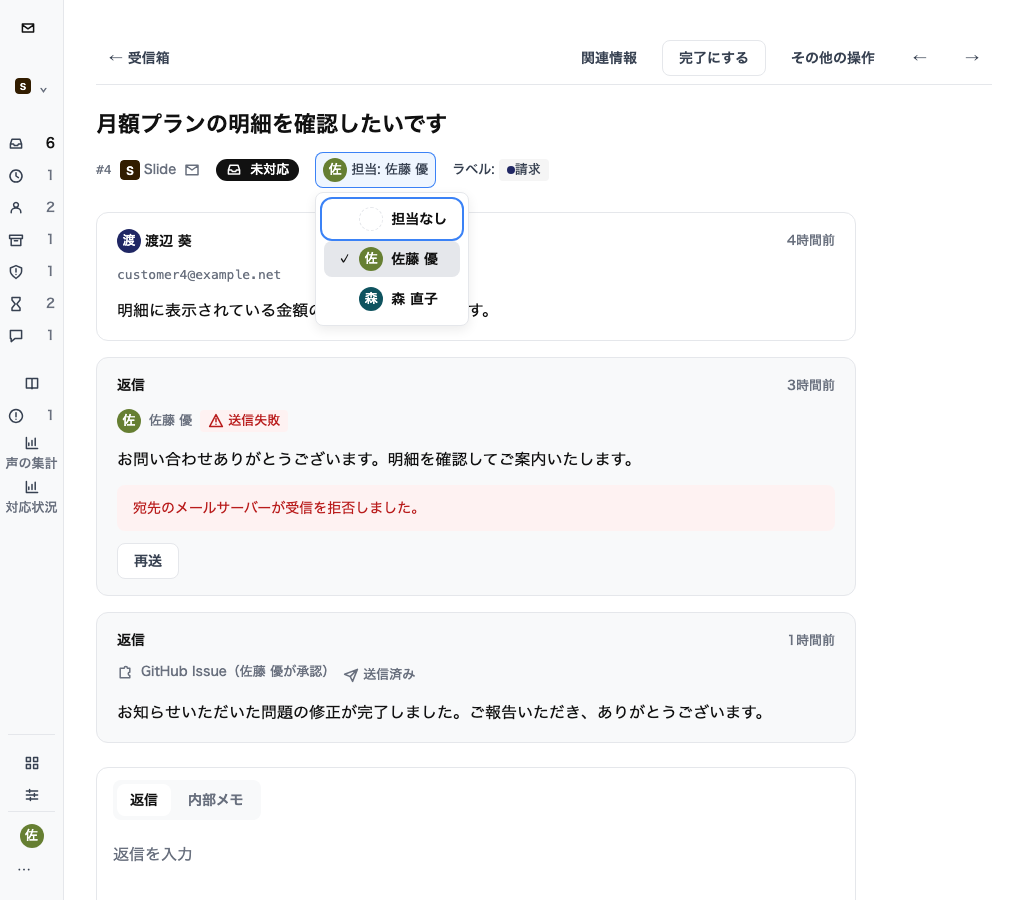 ← 受信箱 関連情報 完了にする その他の操作 ← →
S
月額プランの明細を確認したいです
#4 S Slide 未対応 佐 担当: 佐藤 優 ラベル: 請求
担当なし
✓ 佐 佐藤 優
森 森 直子
6
1
2
1
1
2
1
1
声の集計
対応状況
佐
…
渡 渡辺 葵 4時間前
customer4@example.net
明細に表示されている金額 す。
返信 3時間前
佐 佐藤 優 送信失敗
お問い合わせありがとうございます。明細を確認してご案内いたします。
宛先のメールサーバーが受信を拒否しました。
再送
返信 1時間前
GitHub Issue（佐藤 優が承認） 送信済み
お知らせいただいた問題の修正が完了しました。ご報告いただき、ありがとうございます。
返信 内部メモ
返信を入力